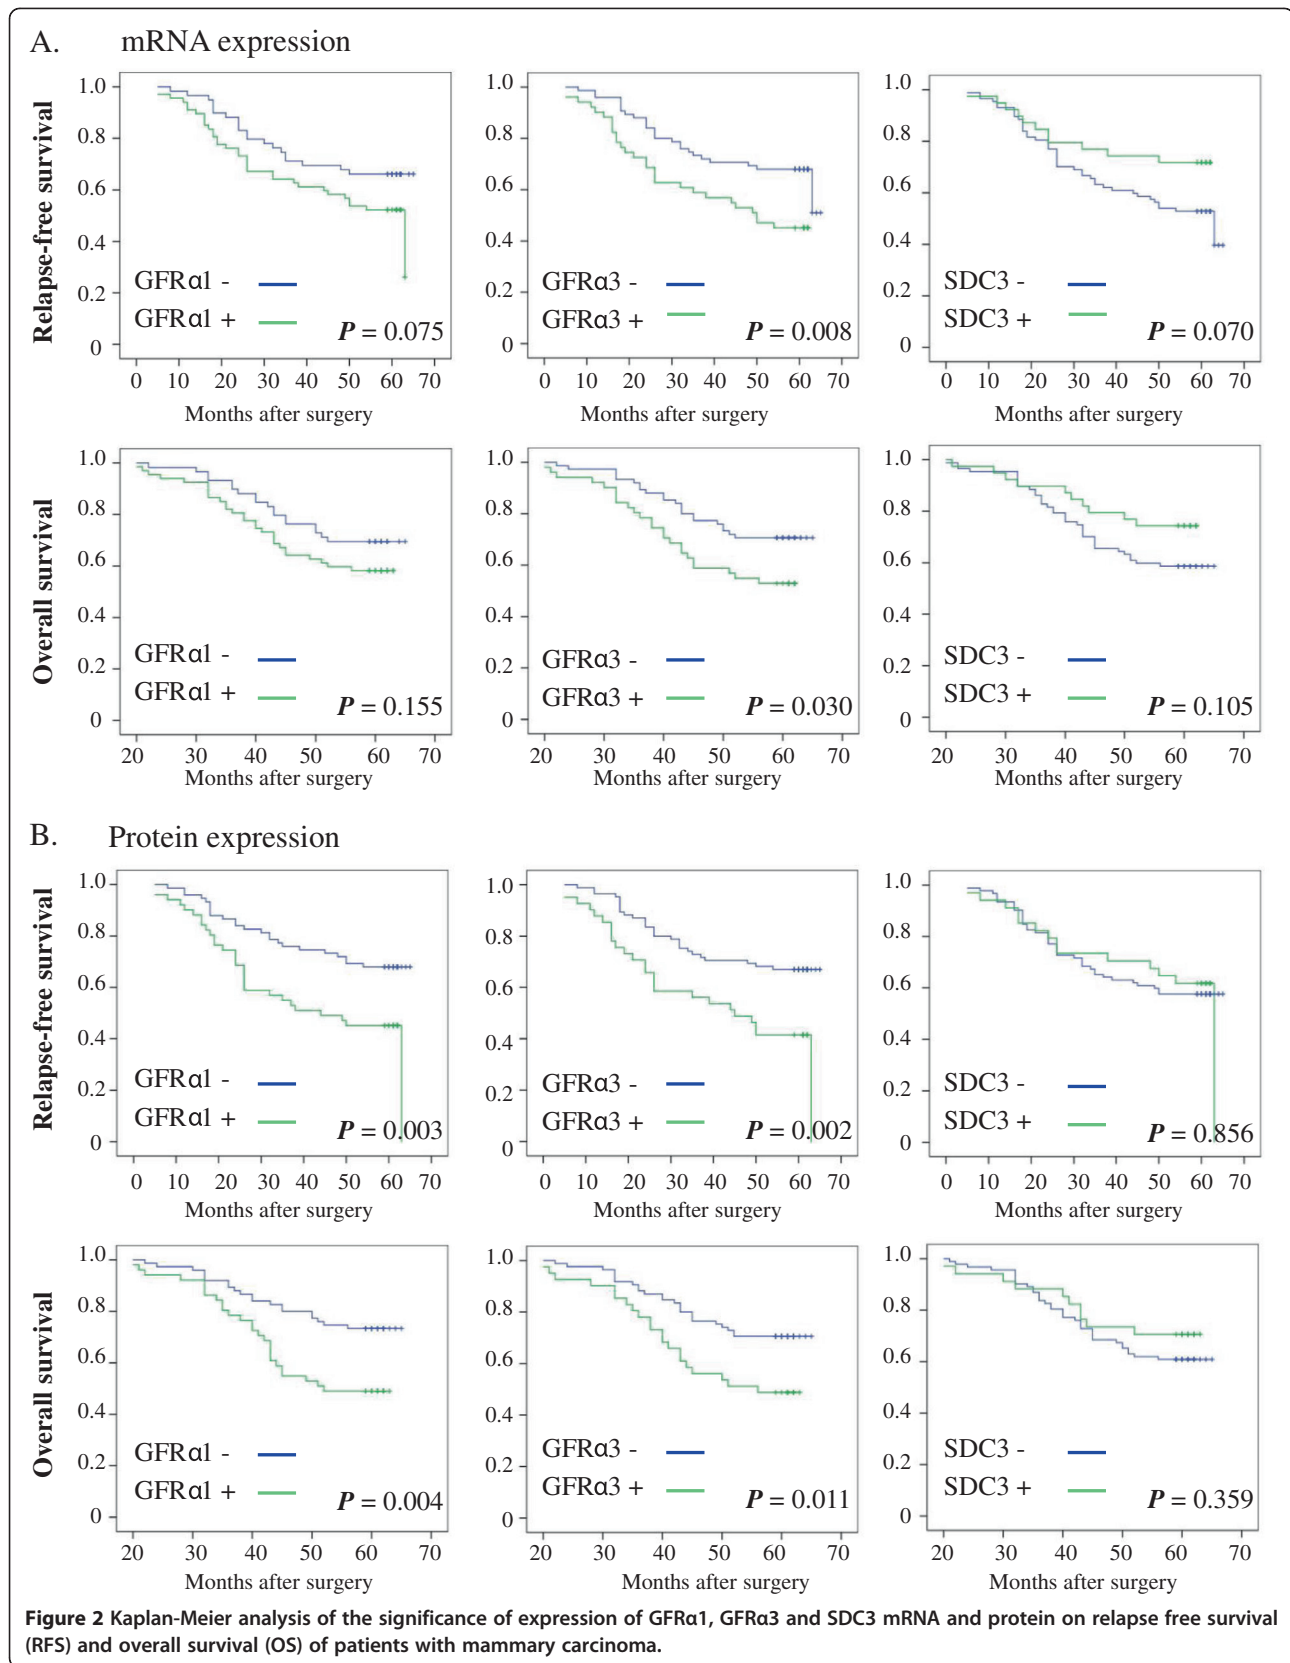 A. mRNA expression
Relapse-free survival
1.0
0.8
0.6
0.4
0.2
0
GFRα1 -
GFRα1 +
P = 0.075
0 10 20 30 40 50 60 70
Months after surgery
1.0
0.8
0.6
0.4
0.2
0
GFRα3 -
GFRα3 +
P = 0.008
0 10 20 30 40 50 60 70
Months after surgery
1.0
0.8
0.6
0.4
0.2
0
SDC3 -
SDC3 +
P = 0.070
0 10 20 30 40 50 60 70
Months after surgery
Overall survival
1.0
0.8
0.6
0.4
0.2
0
GFRα1 -
GFRα1 +
P = 0.155
20 30 40 50 60 70
Months after surgery
1.0
0.8
0.6
0.4
0.2
0
GFRα3 -
GFRα3 +
P = 0.030
20 30 40 50 60 70
Months after surgery
1.0
0.8
0.6
0.4
0.2
0
SDC3 -
SDC3 +
P = 0.105
20 30 40 50 60 70
Months after surgery
B. Protein expression
Relapse-free survival
1.0
0.8
0.6
0.4
0.2
0
GFRα1 -
GFRα1 +
P = 0.003
0 10 20 30 40 50 60 70
Months after surgery
1.0
0.8
0.6
0.4
0.2
0
GFRα3 -
GFRα3 +
P = 0.002
0 10 20 30 40 50 60 70
Months after surgery
1.0
0.8
0.6
0.4
0.2
0
SDC3 -
SDC3 +
P = 0.856
0 10 20 30 40 50 60 70
Months after surgery
Overall survival
1.0
0.8
0.6
0.4
0.2
0
GFRα1 -
GFRα1 +
P = 0.004
20 30 40 50 60 70
Months after surgery
1.0
0.8
0.6
0.4
0.2
0
GFRα3 -
GFRα3 +
P = 0.011
20 30 40 50 60 70
Months after surgery
1.0
0.8
0.6
0.4
0.2
0
SDC3 -
SDC3 +
P = 0.359
20 30 40 50 60 70
Months after surgery
Figure 2 Kaplan-Meier analysis of the significance of expression of GFRα1, GFRα3 and SDC3 mRNA and protein on relapse free survival
(RFS) and overall survival (OS) of patients with mammary carcinoma.